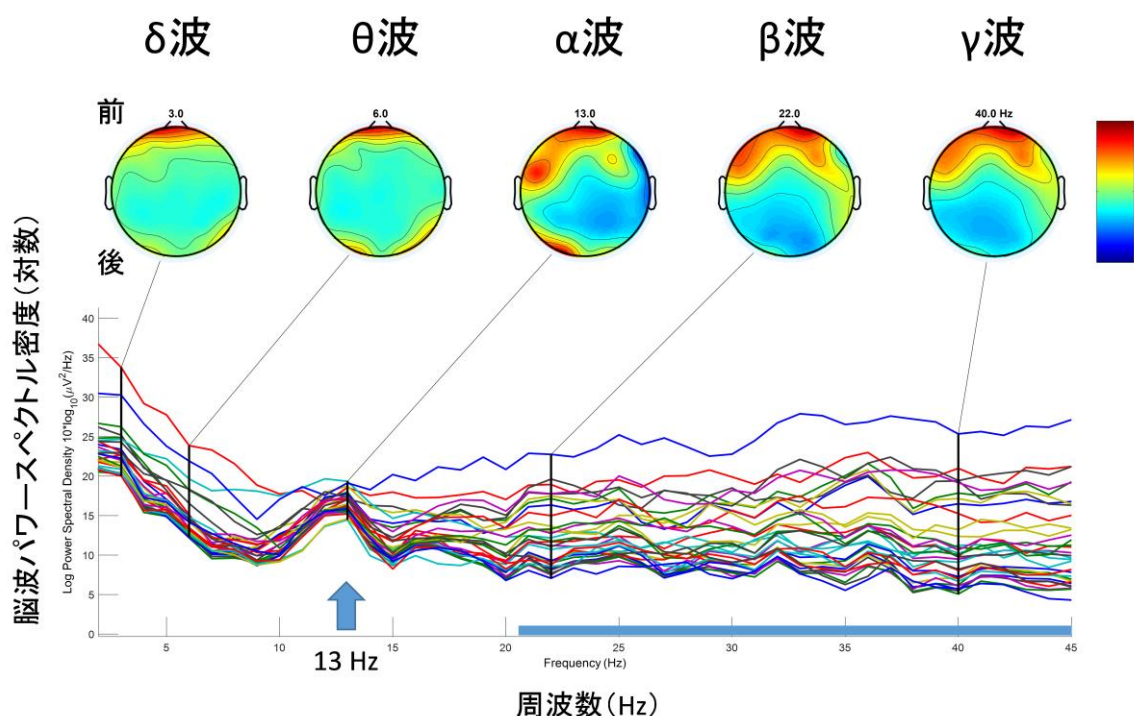 δ波 θ波 α波 β波 γ波
前
3.0 6.0 13.0 22.0 40.0 Hz
後
脳波パワースペクトル密度(対数)
Log Power Spectral Density 10*log10(μV2/Hz)
40
35
30
25
20
15
10
5
0
5 10 15 20 25 30 35 40 45
13 Hz
Frequency (Hz)
周波数(Hz)